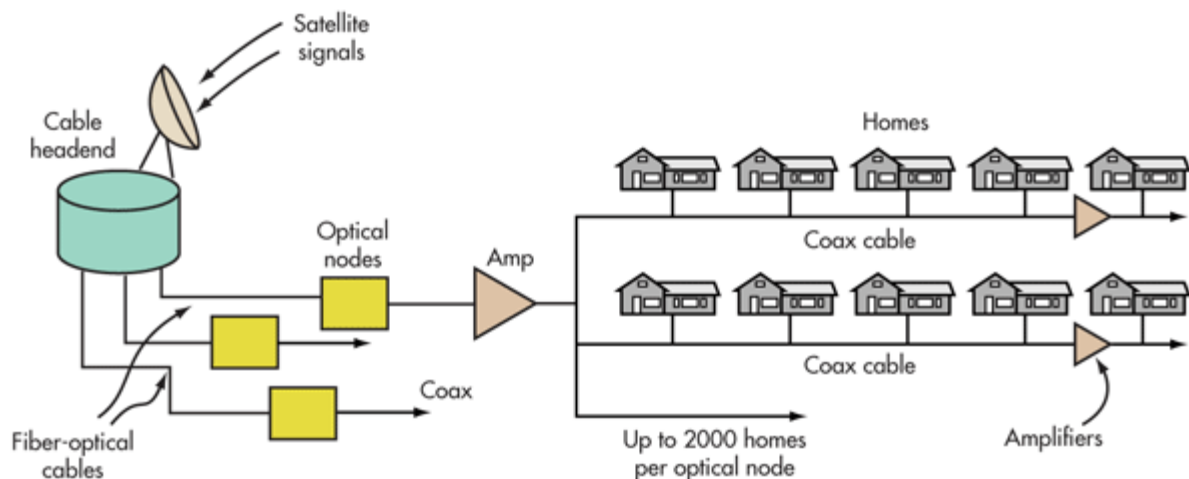 Satellite
signals
Cable
headend
Homes
Optical
nodes
Amp
Coax cable
Coax cable
Coax
Fiber-optical
cables
Up to 2000 homes
per optical node
Amplifiers